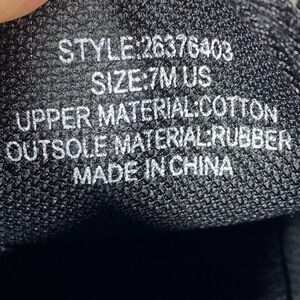 STYLE:26376403
SIZE:7M US
UPPER MATERIAL:COTTON
OUTSOLE MATERIAL:RUBBER
MADE IN CHINA